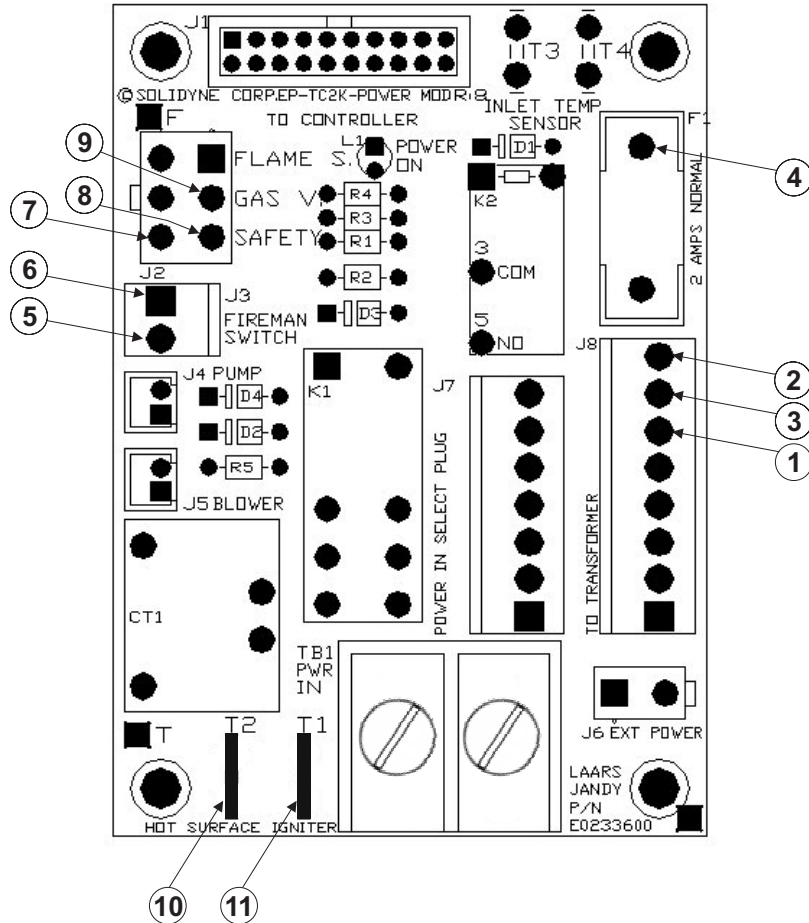 J1
T3
T4
© SOLIDYNE CORP. EP-TC2K-POWER MOD R:8
F
TO CONTROLLER
INLET TEMP
SENSOR
F1
L1
POWER
ON
D1
9
FLAME S.
4
8
GAS V.
R4
K2
7
R3
SAFETY
R1
2 AMPS NORMAL
6
J2
3
COM
J3
R2
5
FIREMAN
SWITCH
D3
5
NO
J8
2
J4 PUMP
K1
J7
3
D4
1
D2
R5
J5 BLOWER
POWER IN SELECT PLUG
TO TRANSFORMER
CT1
TB1
PWR
IN
T
T2
T1
J6 EXT POWER
LAARS
JANDY
P/N
E0233600
HOT SURFACE IGNITER
10
11